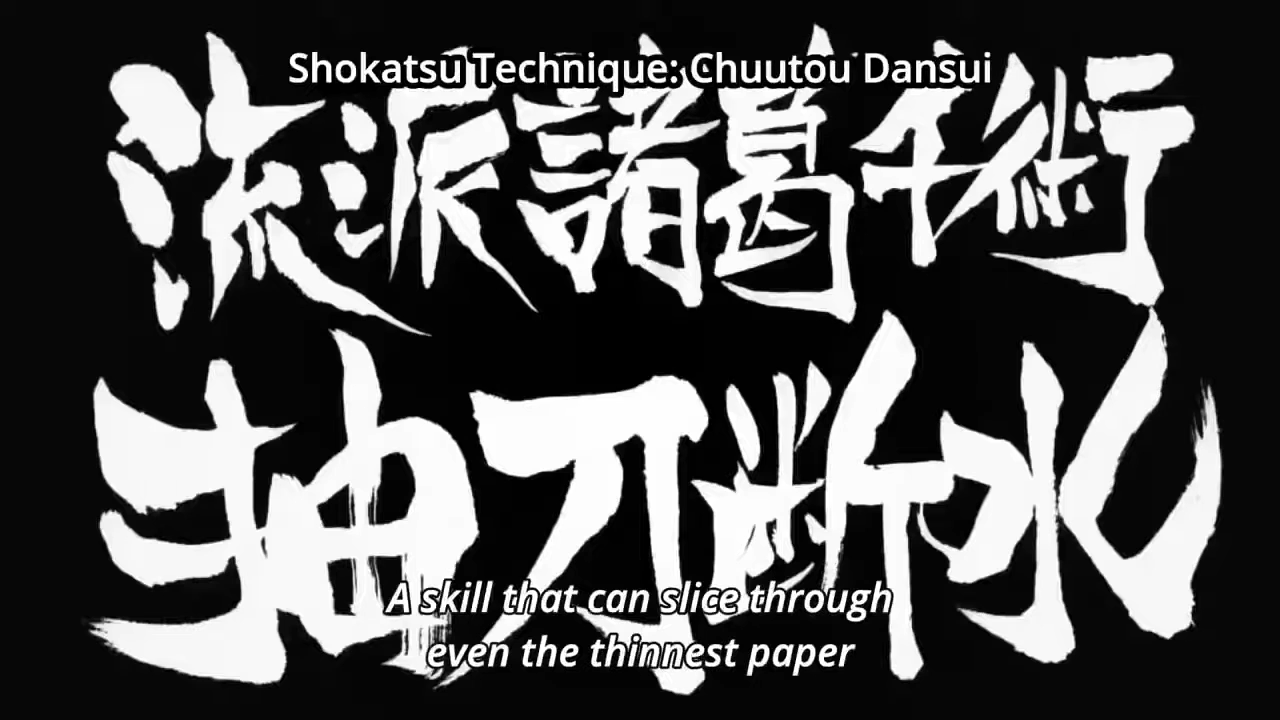 Shokatsu Technique: Chuutou Dansui
流派諸葛千術
抽刀断水
A skill that can slice through
even the thinnest paper